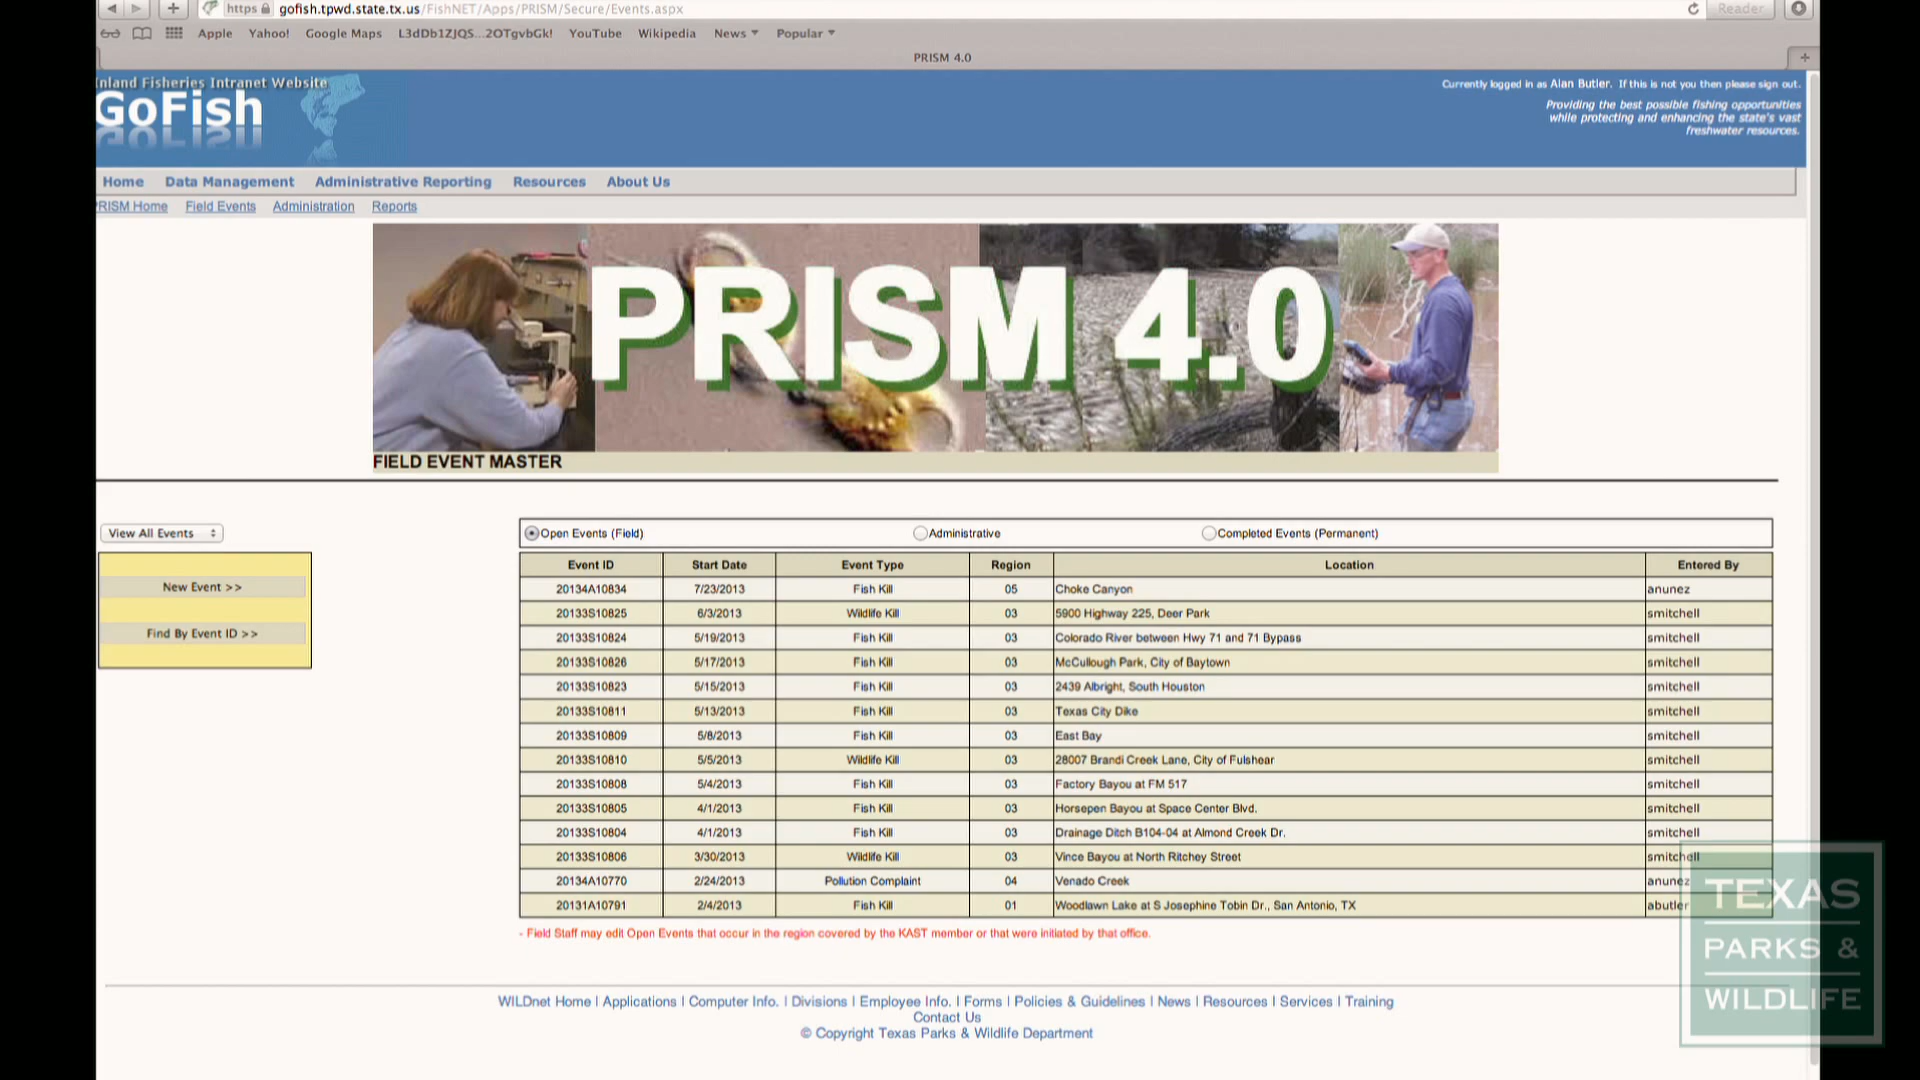 https gofish.tpwd.state.tx.us/FishNET/Apps/PRISM/Secure/Events.aspx Reader
Apple Yahoo! Google Maps L3dDb1ZJQS...2OTgvbGk! YouTube Wikipedia News Popular
PRISM 4.0
Inland Fisheries Intranet Website
GoFish
Currently logged in as Alan Butler. If this is not you then please sign out.
Providing the best possible fishing opportunities
while protecting and enhancing the state's vast
freshwater resources.
Home Data Management Administrative Reporting Resources About Us
PRISM Home Field Events Administration Reports
PRISM 4.0
FIELD EVENT MASTER
View All Events
New Event >>
Find By Event ID >>
Open Events (Field) Administrative Completed Events (Permanent)
Event ID Start Date Event Type Region Location Entered By
20134A10834 7/23/2013 Fish Kill 05 Choke Canyon anunez
20133S10825 6/3/2013 Wildlife Kill 03 5900 Highway 225, Deer Park smitchell
20133S10824 5/19/2013 Fish Kill 03 Colorado River between Hwy 71 and 71 Bypass smitchell
20133S10826 5/17/2013 Fish Kill 03 McCullough Park, City of Baytown smitchell
20133S10823 5/15/2013 Fish Kill 03 2439 Albright, South Houston smitchell
20133S10811 5/13/2013 Fish Kill 03 Texas City Dike smitchell
20133S10809 5/8/2013 Fish Kill 03 East Bay smitchell
20133S10810 5/5/2013 Wildlife Kill 03 28007 Brandi Creek Lane, City of Fulshear smitchell
20133S10808 5/4/2013 Fish Kill 03 Factory Bayou at FM 517 smitchell
20133S10805 4/1/2013 Fish Kill 03 Horsepen Bayou at Space Center Blvd. smitchell
20133S10804 4/1/2013 Fish Kill 03 Drainage Ditch B104-04 at Almond Creek Dr. smitchell
20133S10806 3/30/2013 Wildlife Kill 03 Vince Bayou at North Ritchey Street smitchell
20134A10770 2/24/2013 Pollution Complaint 04 Venado Creek anunez
20131A10791 2/4/2013 Fish Kill 01 Woodlawn Lake at S Josephine Tobin Dr., San Antonio, TX abutler
- Field Staff may edit Open Events that occur in the region covered by the KAST member or that were initiated by that office.
WILDnet Home | Applications | Computer Info. | Divisions | Employee Info. | Forms | Policies & Guidelines | News | Resources | Services | Training
Contact Us
© Copyright Texas Parks & Wildlife Department
TEXAS
PARKS &
WILDLIFE